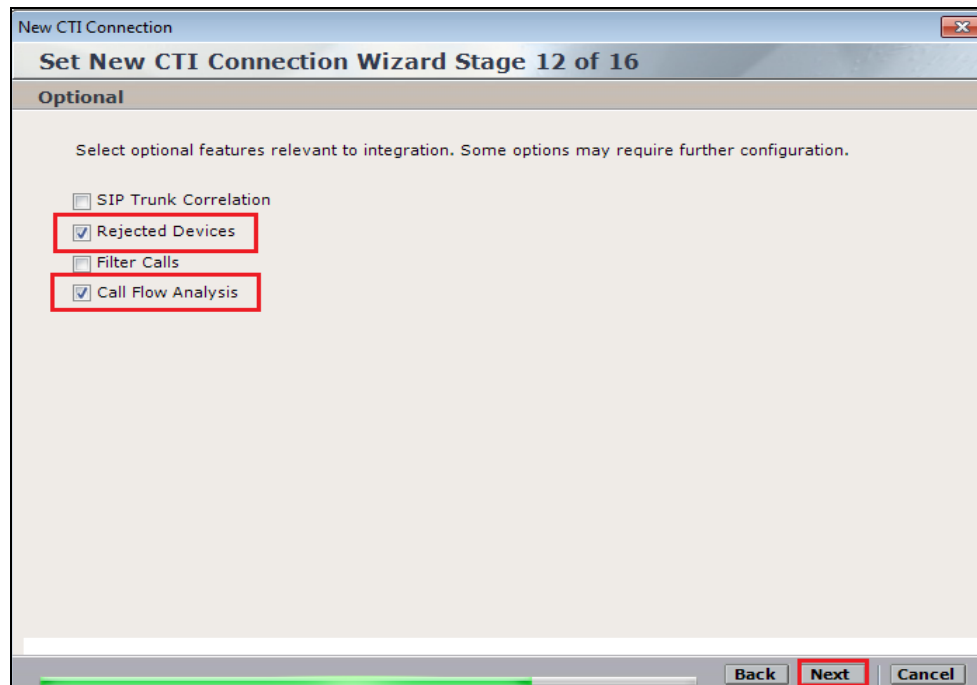 New CTI Connection
Set New CTI Connection Wizard Stage 12 of 16
Optional
Select optional features relevant to integration. Some options may require further configuration.
SIP Trunk Correlation
Rejected Devices
Filter Calls
Call Flow Analysis
Back Next Cancel